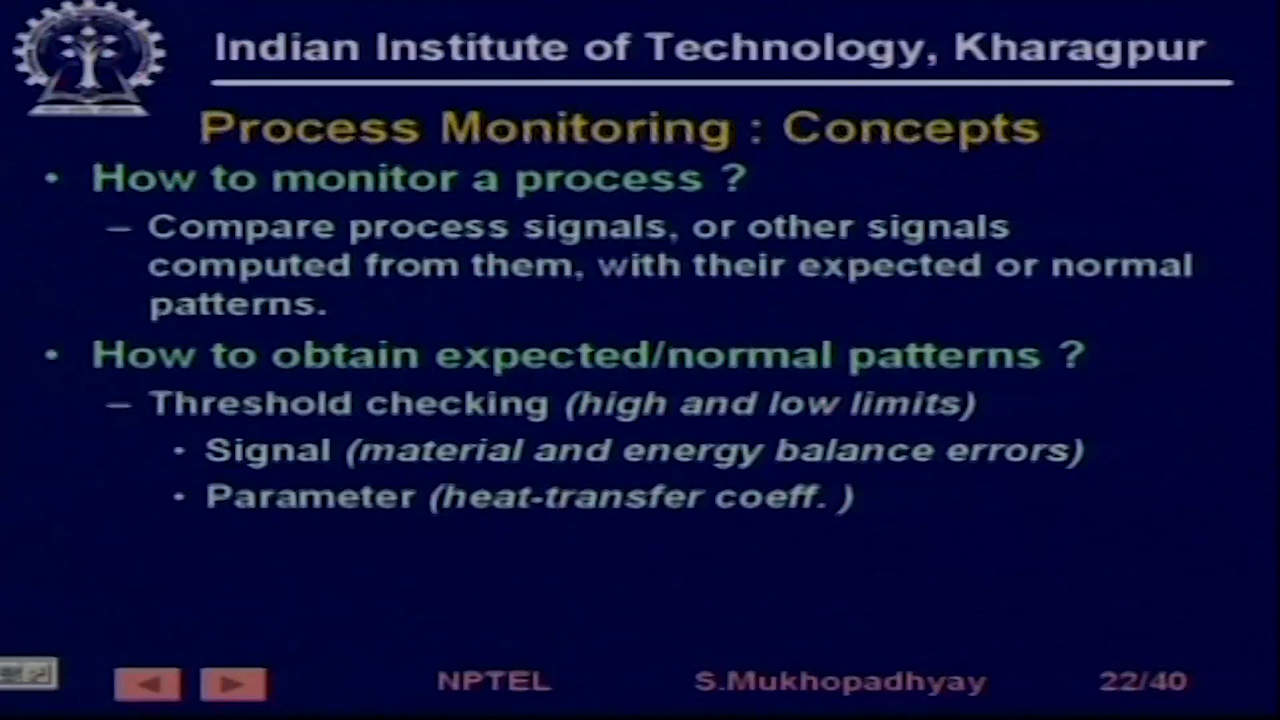 Indian Institute of Technology, Kharagpur
Process Monitoring : Concepts
• How to monitor a process ?
– Compare process signals, or other signals
computed from them, with their expected or normal
patterns.
• How to obtain expected/normal patterns ?
– Threshold checking (high and low limits)
• Signal (material and energy balance errors)
• Parameter (heat-transfer coeff. )
NPTEL S.Mukhopadhyay 22/40